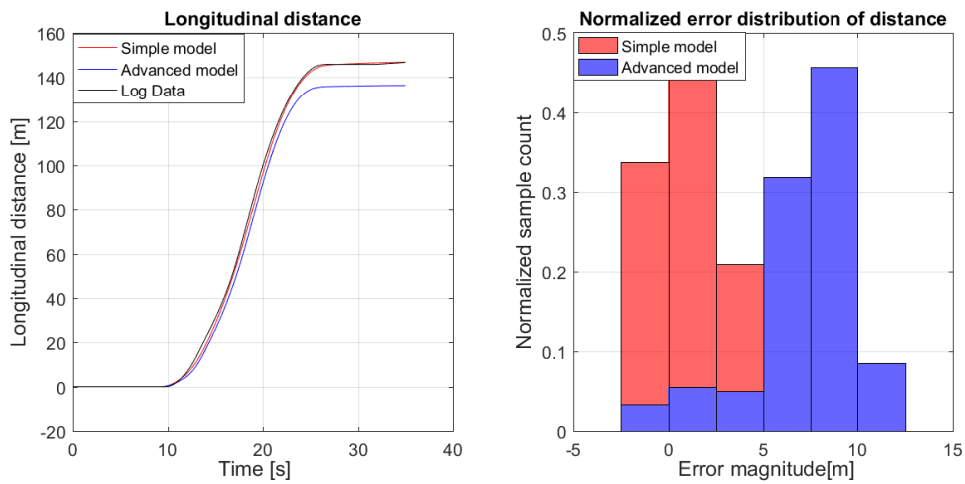 Longitudinal distance
160
140
120
100
80
60
40
20
0
-20
Longitudinal distance [m]
Simple model
Advanced model
Log Data
0
10
20
30
40
Time [s]
Normalized error distribution of distance
0.5
0.4
0.3
0.2
0.1
0
Normalized sample count
Simple model
Advanced model
-5
0
5
10
15
Error magnitude[m]